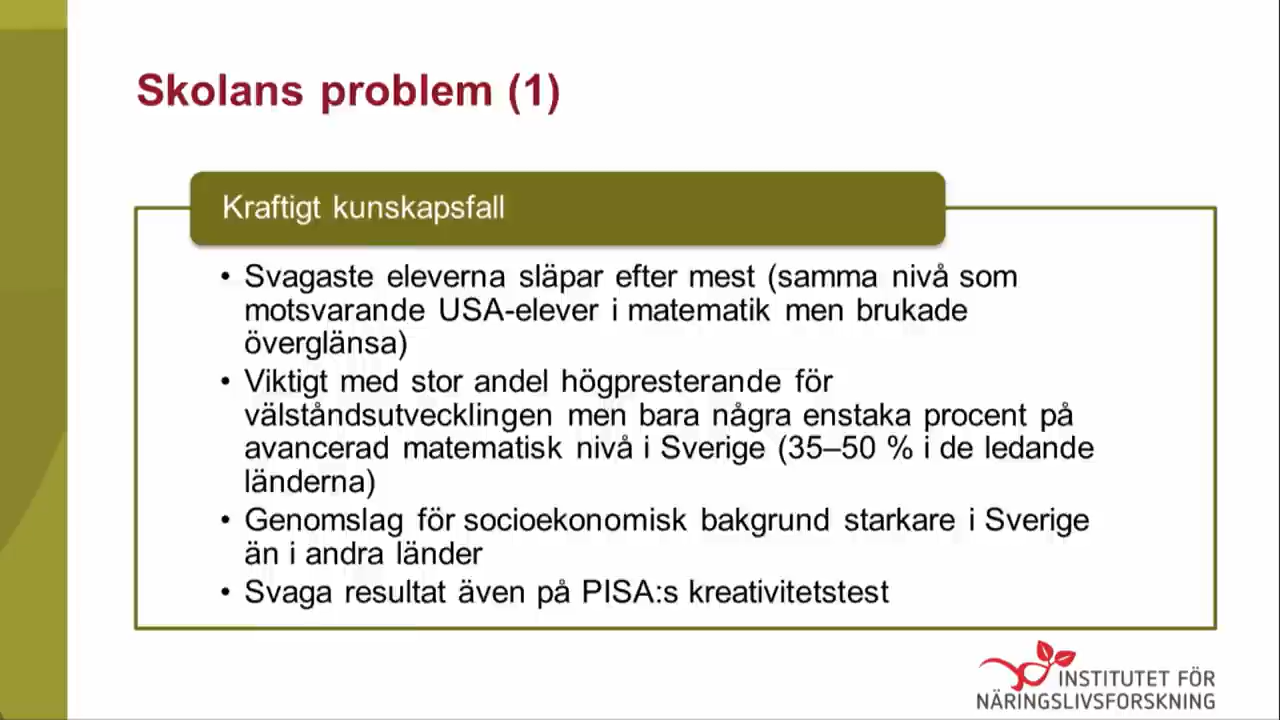 Skolans problem (1)
Kraftigt kunskapsfall
• Svagaste eleverna släpar efter mest (samma nivå som
motsvarande USA-elever i matematik men brukade
överglänsa)
• Viktigt med stor andel högpresterande för
välståndsutvecklingen men bara några enstaka procent på
avancerad matematisk nivå i Sverige (35–50 % i de ledande
länderna)
• Genomslag för socioekonomisk bakgrund starkare i Sverige
än i andra länder
• Svaga resultat även på PISA:s kreativitetstest
INSTITUTET FÖR
NÄRINGSLIVSFORSKNING